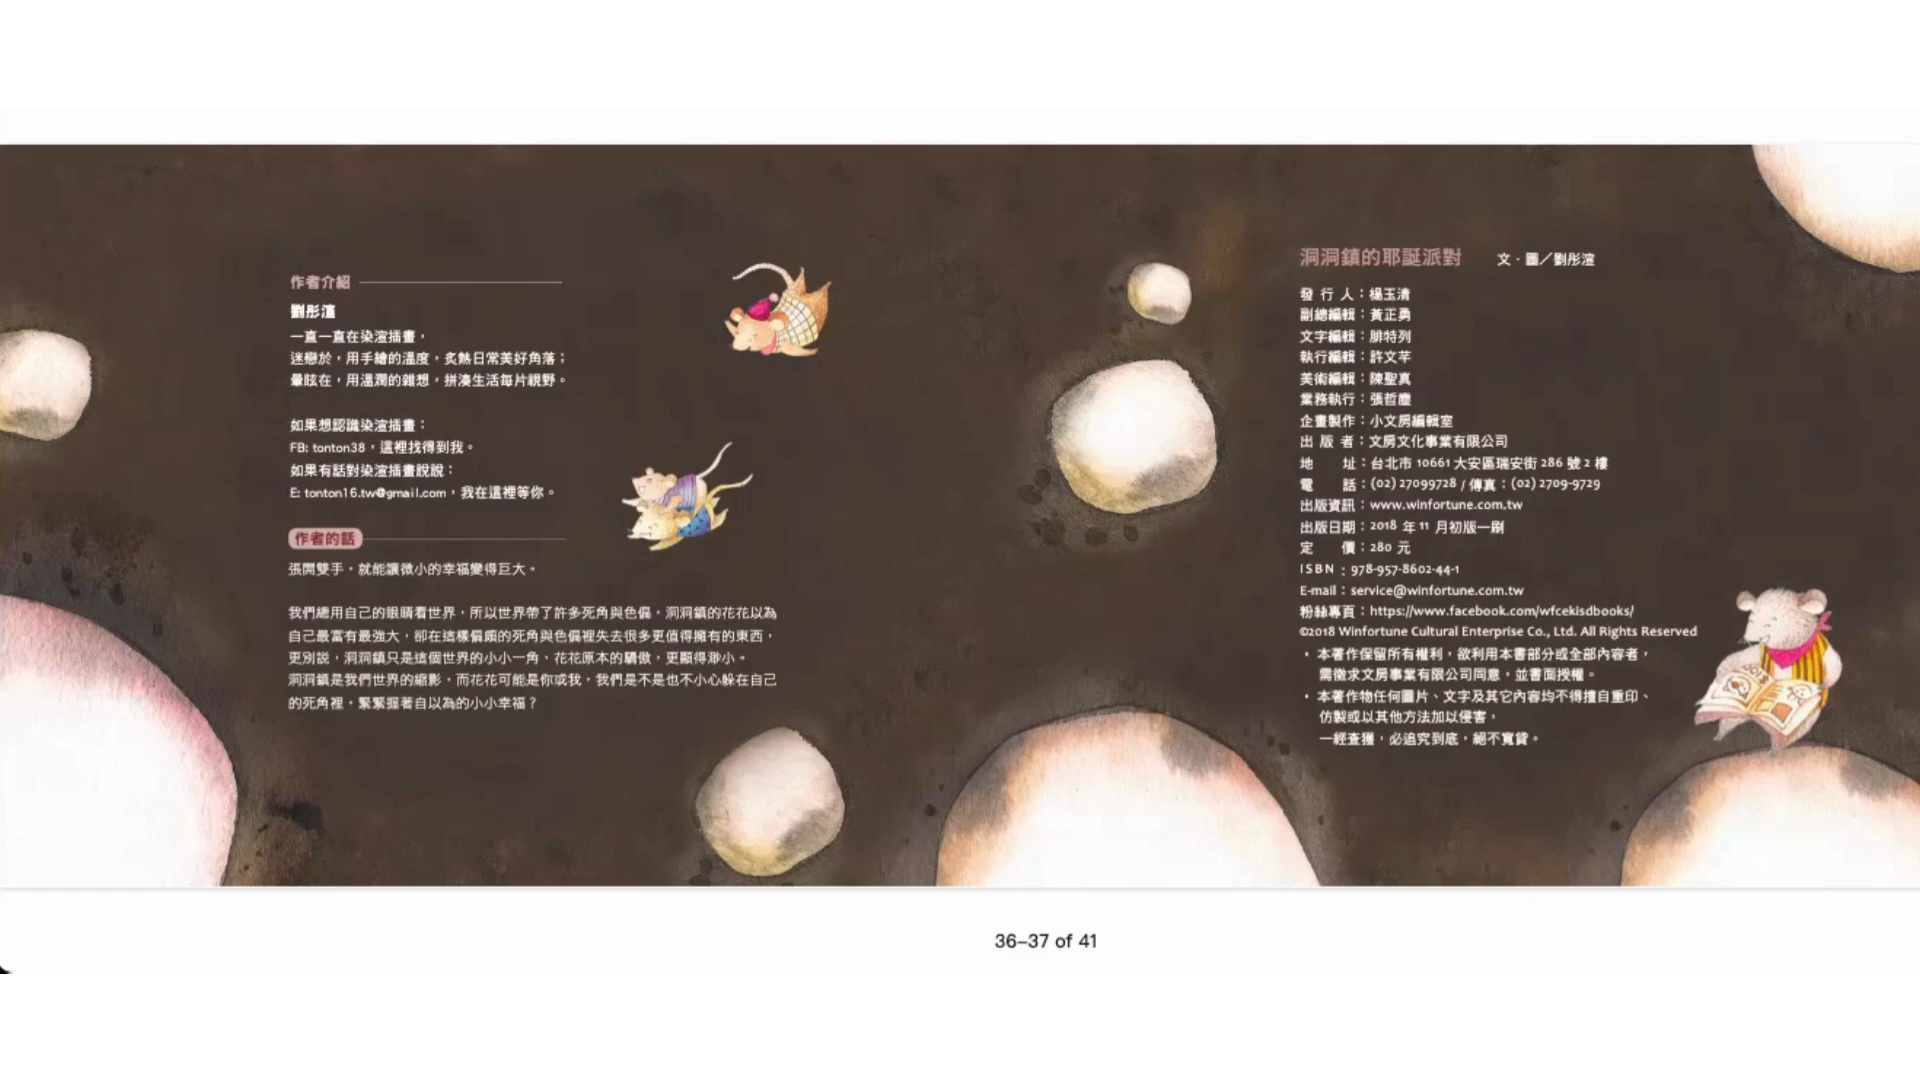 作者介紹
劉彤渲
一直一直在染渲插畫，
迷戀於，用手繪的溫度，炙熱日常美好角落；
暈眩在，用溫潤的雜想，拼湊生活每片視野。
如果想認識染渲插畫：
FB: tonton38，這裡找得到我。
如果有話對染渲插畫說說：
E: tonton16.tw@gmail.com，我在這裡等你。
作者的話
張開雙手，就能讓微小的幸福變得巨大。
我們總用自己的眼睛看世界，所以世界帶了許多死角與色偏，洞洞鎮的花花以為
自己最富有最強大，卻在這樣偏頗的死角與色偏裡失去很多更值得擁有的東西，
更別說，洞洞鎮只是這個世界的小小一角，花花原本的驕傲，更顯得渺小。
洞洞鎮是我們世界的縮影，而花花可能是你或我，我們是不是也不小心躲在自己
的死角裡，緊緊握著自以為的小小幸福？
洞洞鎮的耶誕派對 文．圖／劉彤渲
發 行 人：楊玉清
副總編輯：黃正勇
文字編輯：腓特列
執行編輯：許文芊
美術編輯：陳聖真
業務執行：張哲塵
企畫製作：小文房編輯室
出 版 者：文房文化事業有限公司
地 址：台北市 10661 大安區瑞安街 286 號 2 樓
電 話：(02) 27099728 / 傳真：(02) 2709-9729
出版資訊：www.winfortune.com.tw
出版日期：2018 年 11 月初版一刷
定 價：280 元
ISBN：978-957-8602-44-1
E-mail：service@winfortune.com.tw
粉絲專頁：https://www.facebook.com/wfcekisdbooks/
©2018 Winfortune Cultural Enterprise Co., Ltd. All Rights Reserved
・本著作保留所有權利，欲利用本書部分或全部內容者，
需徵求文房事業有限公司同意，並書面授權。
・本著作物任何圖片、文字及其它內容均不得擅自重印、
仿製或以其他方法加以侵害，
一經查獲，必追究到底，絕不寬貸。
36–37 of 41